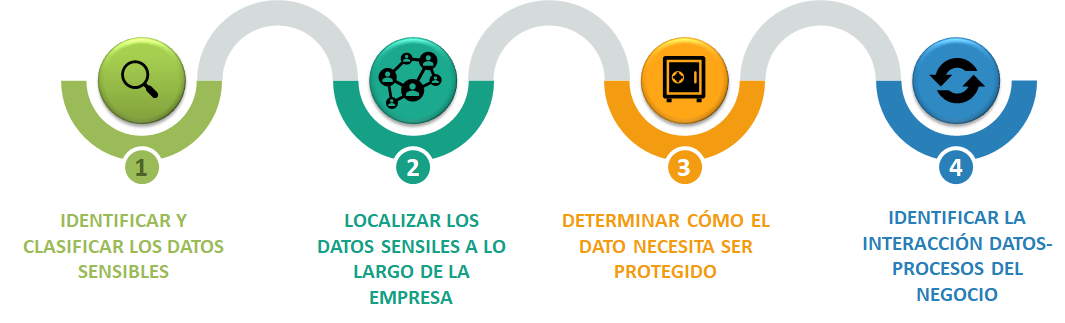 1
IDENTIFICAR Y
CLASIFICAR LOS DATOS
SENSIBLES
2
LOCALIZAR LOS
DATOS SENSILES A LO
LARGO DE LA
EMPRESA
3
DETERMINAR CÓMO EL
DATO NECESITA SER
PROTEGIDO
4
IDENTIFICAR LA
INTERACCIÓN DATOS-
PROCESOS DEL
NEGOCIO